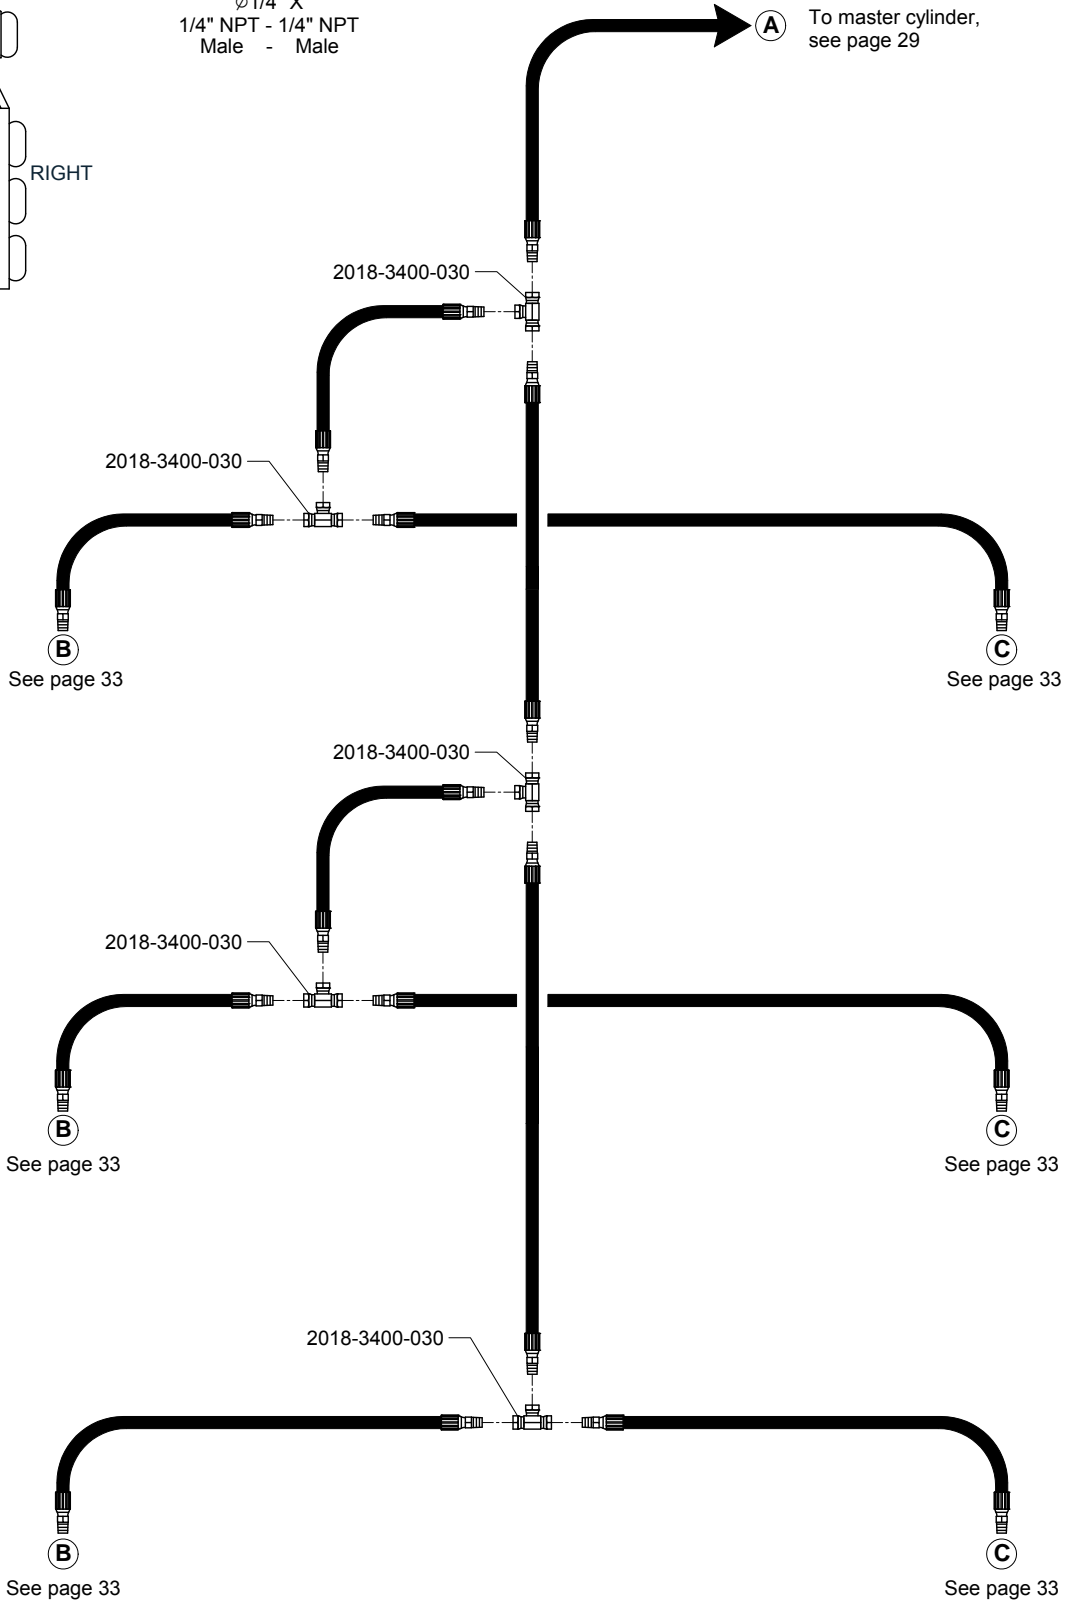 ⌀1/4" X
1/4" NPT - 1/4" NPT
Male - Male
A
To master cylinder,
see page 29
RIGHT
2018-3400-030
2018-3400-030
B
See page 33
C
See page 33
2018-3400-030
2018-3400-030
B
See page 33
C
See page 33
2018-3400-030
B
See page 33
C
See page 33